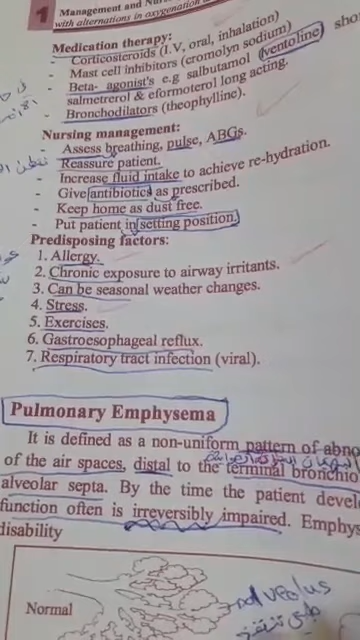 1 Management and Nu
with alternations in oxygenation
Medication therapy:
- Corticosteroids (I.V, oral, inhalation)
- Mast cell inhibitors (cromolyn sodium)
- Beta- agonist's e.g salbutamol (ventoline) sho
salmetrerol & eformoterol long acting.
- Bronchodilators (theophylline).
Nursing management:
- Assess breathing, pulse, ABGs.
- Reassure patient.
- Increase fluid intake to achieve re-hydration.
- Give antibiotics as prescribed.
- Keep home as dust free.
- Put patient in setting position.
Predisposing factors:
1. Allergy.
2. Chronic exposure to airway irritants.
3. Can be seasonal weather changes.
4. Stress.
5. Exercises.
6. Gastroesophageal reflux.
7. Respiratory tract infection (viral).
Pulmonary Emphysema
It is defined as a non-uniform pattern of abno
of the air spaces, distal to the terminal bronchio
alveolar septa. By the time the patient devel
function often is irreversibly impaired. Emphys
disability
Normal
alveolus